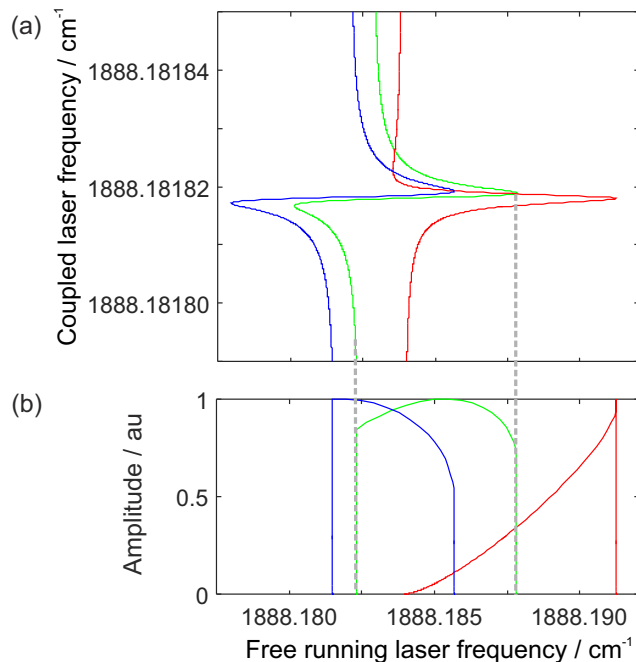 (a)
Coupled laser frequency / cm⁻¹
1888.18184
1888.18182
1888.18180
(b)
Amplitude / au
1
0.5
0
1888.180 1888.185 1888.190
Free running laser frequency / cm⁻¹